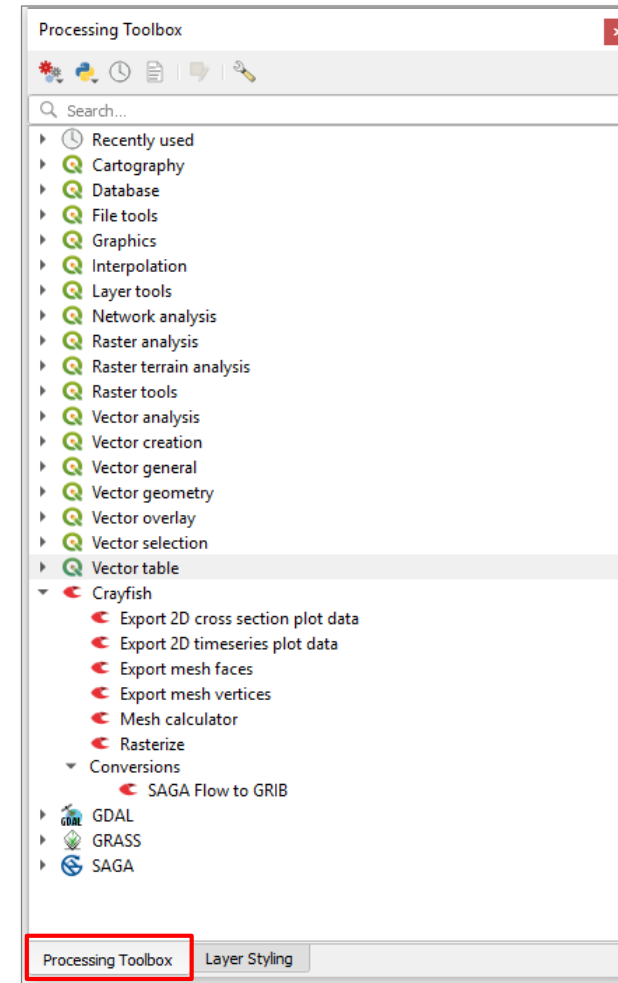 Processing Toolbox
Search...
Recently used
Cartography
Database
File tools
Graphics
Interpolation
Layer tools
Network analysis
Raster analysis
Raster terrain analysis
Raster tools
Vector analysis
Vector creation
Vector general
Vector geometry
Vector overlay
Vector selection
Vector table
Crayfish
Export 2D cross section plot data
Export 2D timeseries plot data
Export mesh faces
Export mesh vertices
Mesh calculator
Rasterize
Conversions
SAGA Flow to GRIB
GDAL GDAL
GRASS
SAGA
Processing Toolbox Layer Styling